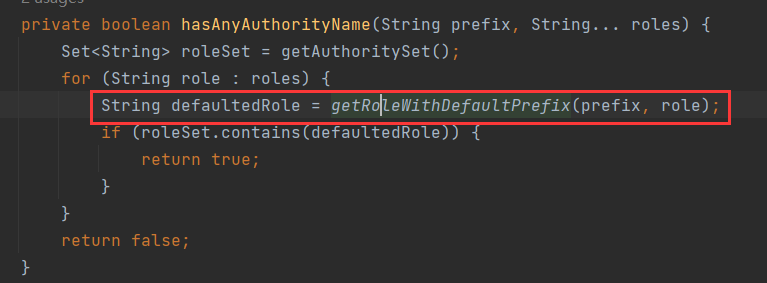 2 usages
private boolean hasAnyAuthorityName(String prefix, String... roles) {
Set<String> roleSet = getAuthoritySet();
for (String role : roles) {
String defaultedRole = getRoleWithDefaultPrefix(prefix, role);
if (roleSet.contains(defaultedRole)) {
return true;
}
}
return false;
}